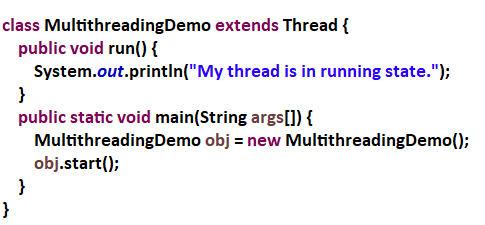 class MultithreadingDemo extends Thread {
public void run() {
System.out.println("My thread is in running state.");
}
public static void main(String args[]) {
MultithreadingDemo obj = new MultithreadingDemo();
obj.start();
}
}